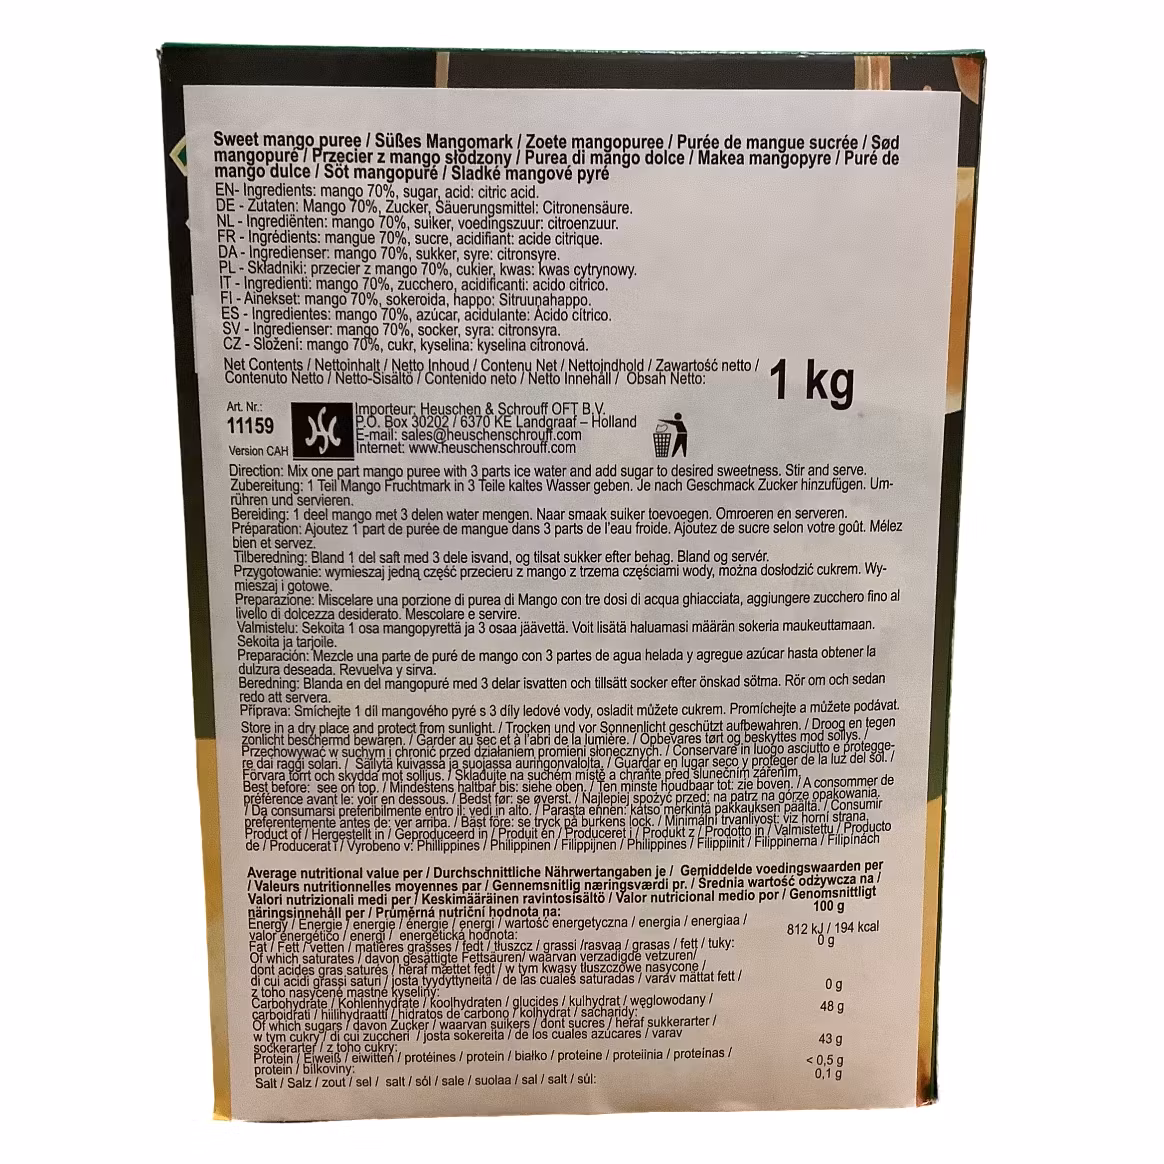 Sweet mango puree / Süßes Mangomark / Zoete mangopuree / Purée de mangue sucrée / Sød
mangopuré / Przecier z mango słodzony / Purea di mango dolce / Makea mangopyre / Puré de
mango dulce / Söt mangopuré / Sladké mangové pyré
EN- Ingredients: mango 70%, sugar, acid: citric acid.
DE - Zutaten: Mango 70%, Zucker, Säuerungsmittel: Citronensäure.
NL - Ingrediënten: mango 70%, suiker, voedingszuur: citroenzuur.
FR - Ingrédients: mangue 70%, sucre, acidifiant: acide citrique.
DA - Ingredienser: mango 70%, sukker, syre: citronsyre.
PL - Składniki: przecier z mango 70%, cukier, kwas: kwas cytrynowy.
IT - Ingredienti: mango 70%, zucchero, acidificanti: acido citrico.
FI - Ainekset: mango 70%, sokeroida, happo: Sitruunahappo.
ES - Ingredientes: mango 70%, azúcar, acidulante: Ácido cítrico.
SV - Ingredienser: mango 70%, socker, syra: citronsyra.
CZ - Složení: mango 70%, cukr, kyselina: kyselina citronová.
Net Contents / Nettoinhalt / Netto Inhoud / Contenu Net / Nettoindhold / Zawartość netto /
Contenuto Netto / Netto-Sisältö / Contenido neto / Netto Innehåll / Obsah Netto:
1 kg
Art. Nr.:
11159
Version CAH
Importeur: Heuschen & Schrouff OFT B.V.
P.O. Box 30202 / 6370 KE Landgraaf – Holland
E-mail: sales@heuschenschrouff.com
Internet: www.heuschenschrouff.com
Direction: Mix one part mango puree with 3 parts ice water and add sugar to desired sweetness. Stir and serve.
Zubereitung: 1 Teil Mango Fruchtmark in 3 Teile kaltes Wasser geben. Je nach Geschmack Zucker hinzufügen. Um-
rühren und servieren.
Bereiding: 1 deel mango met 3 delen water mengen. Naar smaak suiker toevoegen. Omroeren en serveren.
Préparation: Ajoutez 1 part de purée de mangue dans 3 parts de l'eau froide. Ajoutez de sucre selon votre goût. Mélez
bien et servez.
Tilberedning: Bland 1 del saft med 3 dele isvand, og tilsat sukker efter behag. Bland og servér.
Przygotowanie: wymieszaj jedną część przecieru z mango z trzema częściami wody, można dosłodzić cukrem. Wy-
mieszaj i gotowe.
Preparazione: Miscelare una porzione di purea di Mango con tre dosi di acqua ghiacciata, aggiungere zucchero fino al
livello di dolcezza desiderato. Mescolare e servire.
Valmistelu: Sekoita 1 osa mangopyrettä ja 3 osaa jäävettä. Voit lisätä haluamasi määrän sokeria maukeuttamaan.
Sekoita ja tarjoile.
Preparación: Mezcle una parte de puré de mango con 3 partes de agua helada y agregue azúcar hasta obtener la
dulzura deseada. Revuelva y sirva.
Beredning: Blanda en del mangopuré med 3 delar isvatten och tillsätt socker efter önskad sötma. Rör om och sedan
redo att servera.
Příprava: Smíchejte 1 díl mangového pyré s 3 díly ledové vody, osladit můžete cukrem. Promíchejte a můžete podávat.
Store in a dry place and protect from sunlight. / Trocken und vor Sonnenlicht geschützt aufbewahren. / Droog en tegen
zonlicht beschermd bewaren. / Garder au sec et à l'abri de la lumière. / Opbevares tørt og beskyttes mod sollys. /
Przechowywać w suchym i chronić przed działaniem promieni słonecznych. / Conservare in luogo asciutto e protegge-
re dai raggi solari. / Säilytä kuivassa ja suojassa auringonvalolta. / Guardar en lugar seco y proteger de la luz del sol. /
Förvara torrt och skydda mot solljus. / Skladujte na suchém místě a chraňte před slunečním zářením.
Best before: see on top. / Mindestens haltbar bis: siehe oben. / Ten minste houdbaar tot: zie boven. / A consommer de
préférence avant le: voir en dessous. / Bedst før: se øverst. / Najlepiej spożyć przed: na patrz na górze opakowania.
/ Da consumarsi preferibilmente entro il: vedi in alto. / Parasta ennen: katso merkintä pakkauksen päältä. / Consumir
preferentemente antes de: ver arriba. / Bäst före: se tryck på burkens lock. / Minimální trvanlivost: viz horní strana.
Product of / Hergestellt in / Geproduceerd in / Produit en / Produceret i / Produkt z / Prodotto in / Valmistettu / Producto
de / Producerat i / Vyrobeno v: Phillippines / Philippinen / Filippijnen / Philippines / Filippiinit / Filippinerna / Filipínách
Average nutritional value per / Durchschnittliche Nährwertangaben je / Gemiddelde voedingswaarden per
/ Valeurs nutritionnelles moyennes par / Gennemsnitlig næringsværdi pr. / Średnia wartość odżywcza na /
Valori nutrizionali medi per / Keskimääräinen ravintosisältö / Valor nutricional medio por / Genomsnittligt
näringsinnehåll per / Průměrná nutriční hodnota na:
100 g
Energy / Energie / energie / énergie / energi / wartość energetyczna / energia / energiaa /
valor energético / energi / energetická hodnota:
812 kJ / 194 kcal
Fat / Fett / vetten / matières grasses / fedt / tłuszcz / grassi /rasvaa / grasas / fett / tuky:
0 g
Of which saturates / davon gesättigte Fettsäuren/ waarvan verzadigde vetzuren/
dont acides gras saturés / heraf mættet fedt / w tym kwasy tłuszczowe nasycone /
di cui acidi grassi saturi / josta tyydyttyneitä / de las cuales saturadas / varav mättat fett /
z toho nasycené mastné kyseliny:
0 g
Carbohydrate / Kohlenhydrate / koolhydraten / glucides / kulhydrat / węglowodany /
carboidrati / hiilihydraatti / hidratos de carbono / kolhydrat / sacharidy:
48 g
Of which sugars / davon Zucker / waarvan suikers / dont sucres / heraf sukkerarter /
w tym cukry / di cui zuccheri / josta sokereita / de los cuales azúcares / varav
sockerarter / z toho cukry:
43 g
Protein / Eiweiß / eiwitten / protéines / protein / białko / proteine / proteiinia / proteínas /
protein / bílkoviny:
< 0,5 g
Salt / Salz / zout / sel / salt / sól / sale / suolaa / sal / salt / sůl:
0,1 g